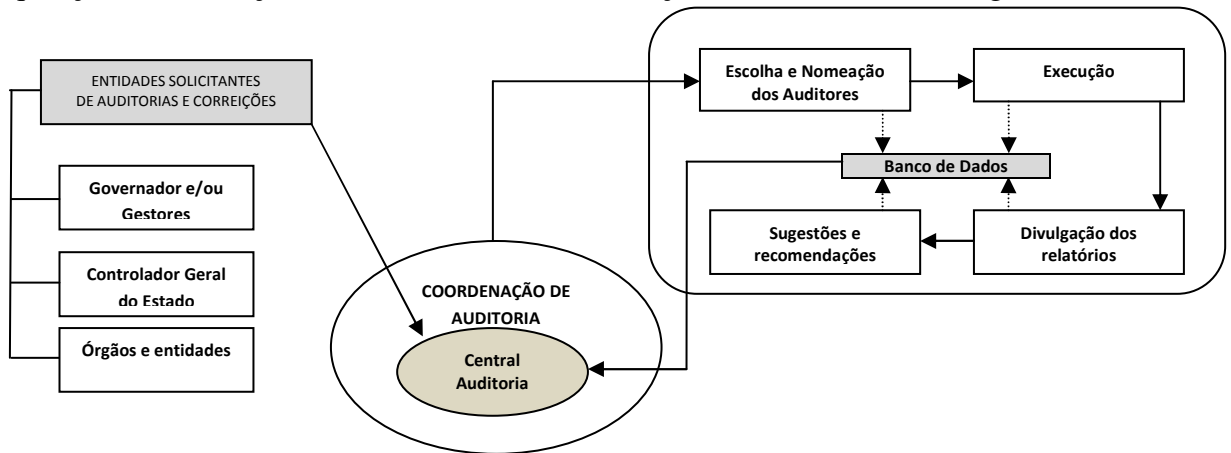 ENTIDADES SOLICITANTES
DE AUDITORIAS E CORREIÇÕES
Governador e/ou
Gestores
Controlador Geral
do Estado
Órgãos e entidades
COORDENAÇÃO DE
AUDITORIA
Central
Auditoria
Escolha e Nomeação
dos Auditores
Execução
Banco de Dados
Sugestões e
recomendações
Divulgação dos
relatórios